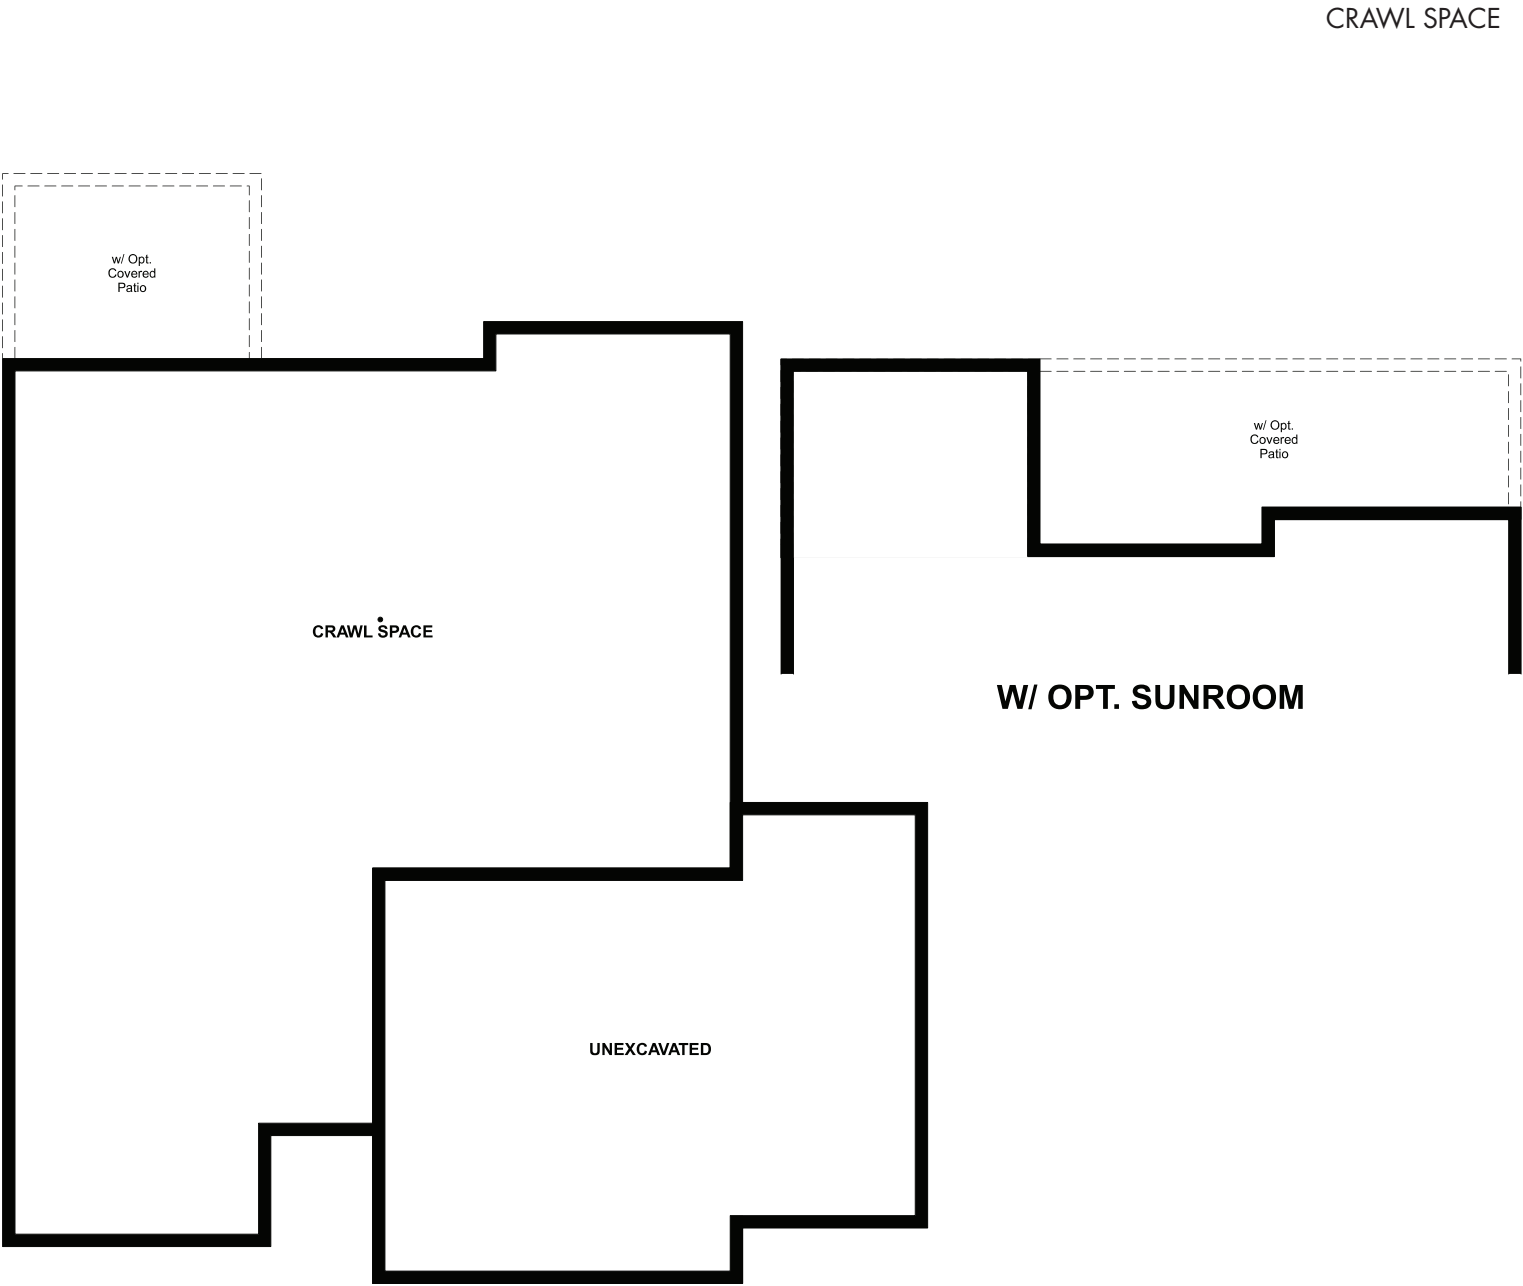 CRAWL SPACE
w/ Opt.
Covered
Patio
w/ Opt.
Covered
Patio
CRAWL SPACE
W/ OPT. SUNROOM
UNEXCAVATED